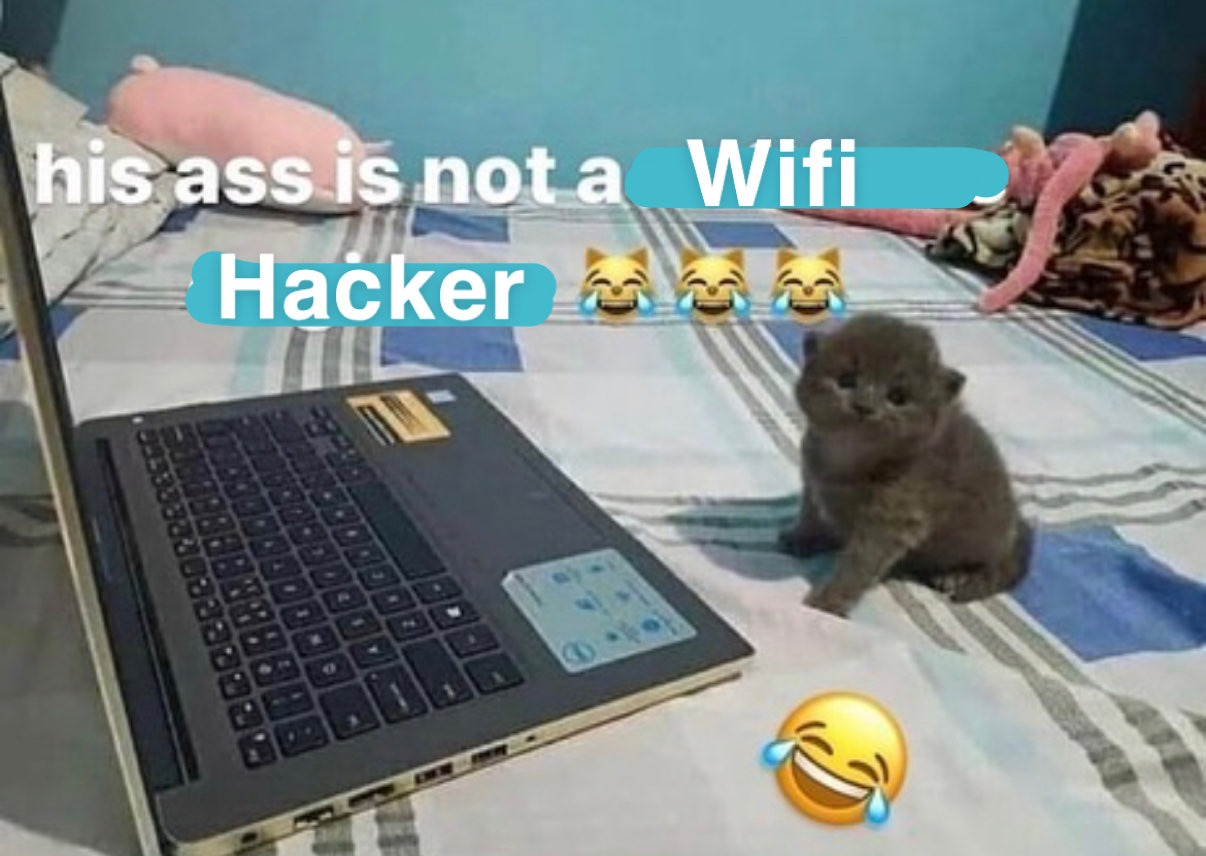 his ass is not a Wifi
Hacker 😹😹😹
😂